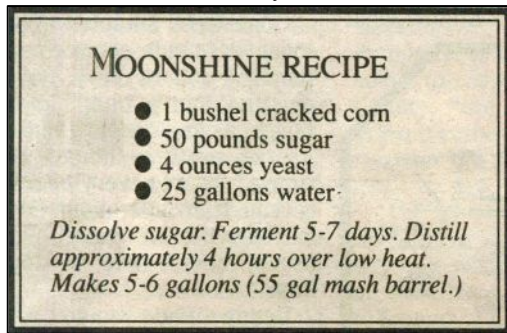 MOONSHINE RECIPE
● 1 bushel cracked corn
● 50 pounds sugar
● 4 ounces yeast
● 25 gallons water.
Dissolve sugar. Ferment 5-7 days. Distill
approximately 4 hours over low heat.
Makes 5-6 gallons (55 gal mash barrel.)